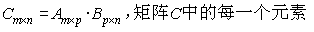 C_{m×n} = A_{m×p} · B_{p×n} , 矩阵C中的每一个元素